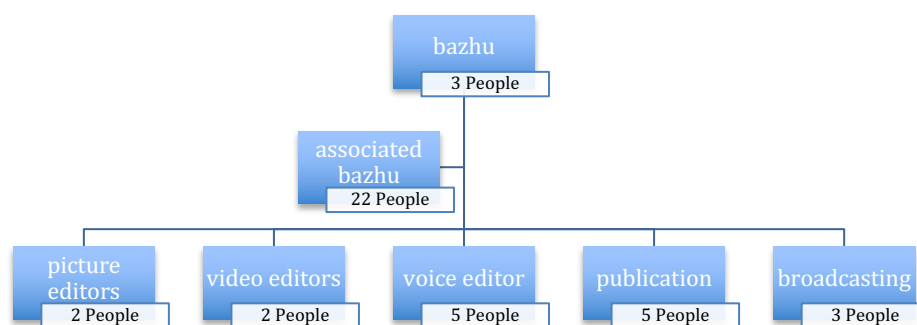 bazhu
3 People
associated
bazhu
22 People
picture
editors
2 People
video editors
2 People
voice editor
5 People
publication
5 People
broadcasting
3 People